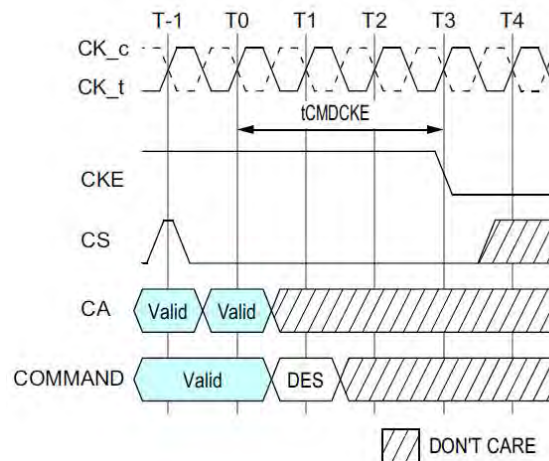 T-1 T0 T1 T2 T3 T4
CK_c
CK_t
tCMDCKE
CKE
CS
CA Valid Valid
COMMAND Valid DES
DON'T CARE